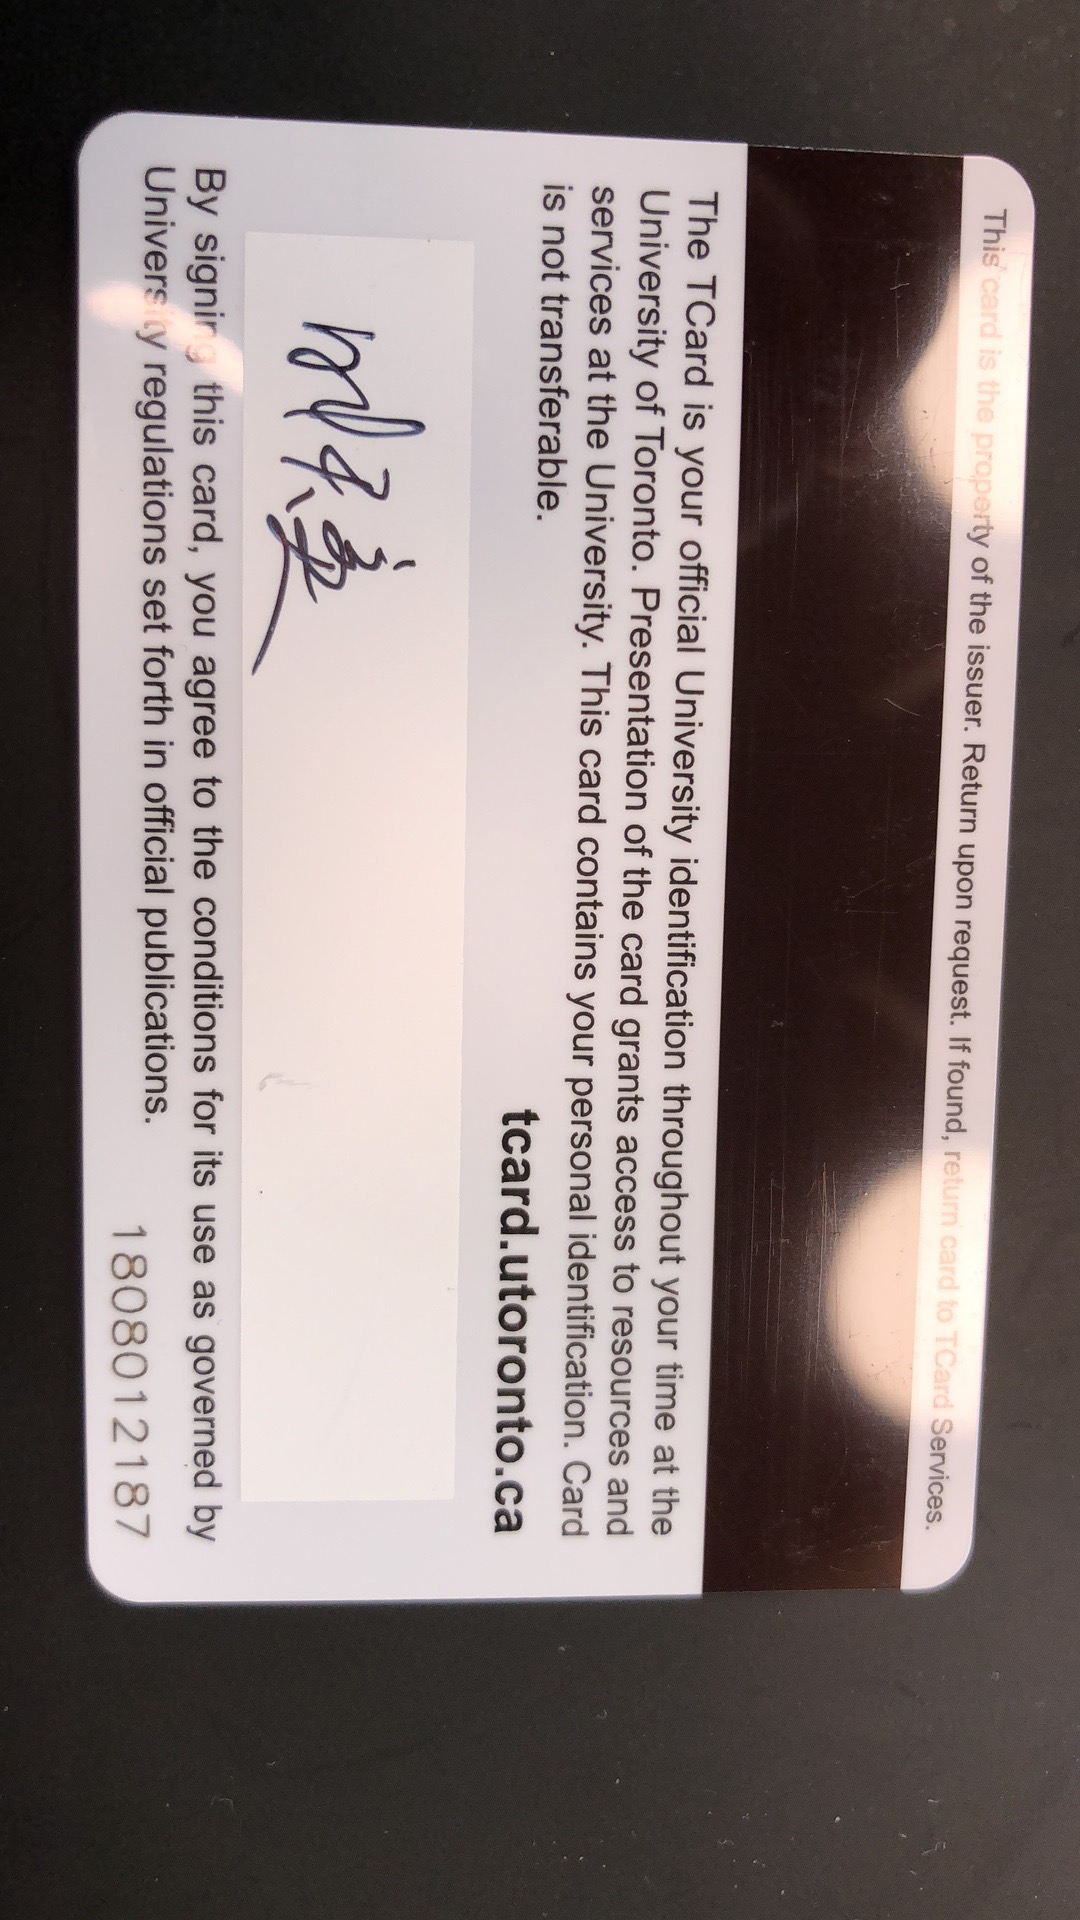 This card is the property of the issuer. Return upon request. If found, return card to TCard Services.
The TCard is your official University identification throughout your time at the
University of Toronto. Presentation of the card grants access to resources and
services at the University. This card contains your personal identification. Card
is not transferable.
tcard.utoronto.ca
By signing this card, you agree to the conditions for its use as governed by
University regulations set forth in official publications.
1808012187